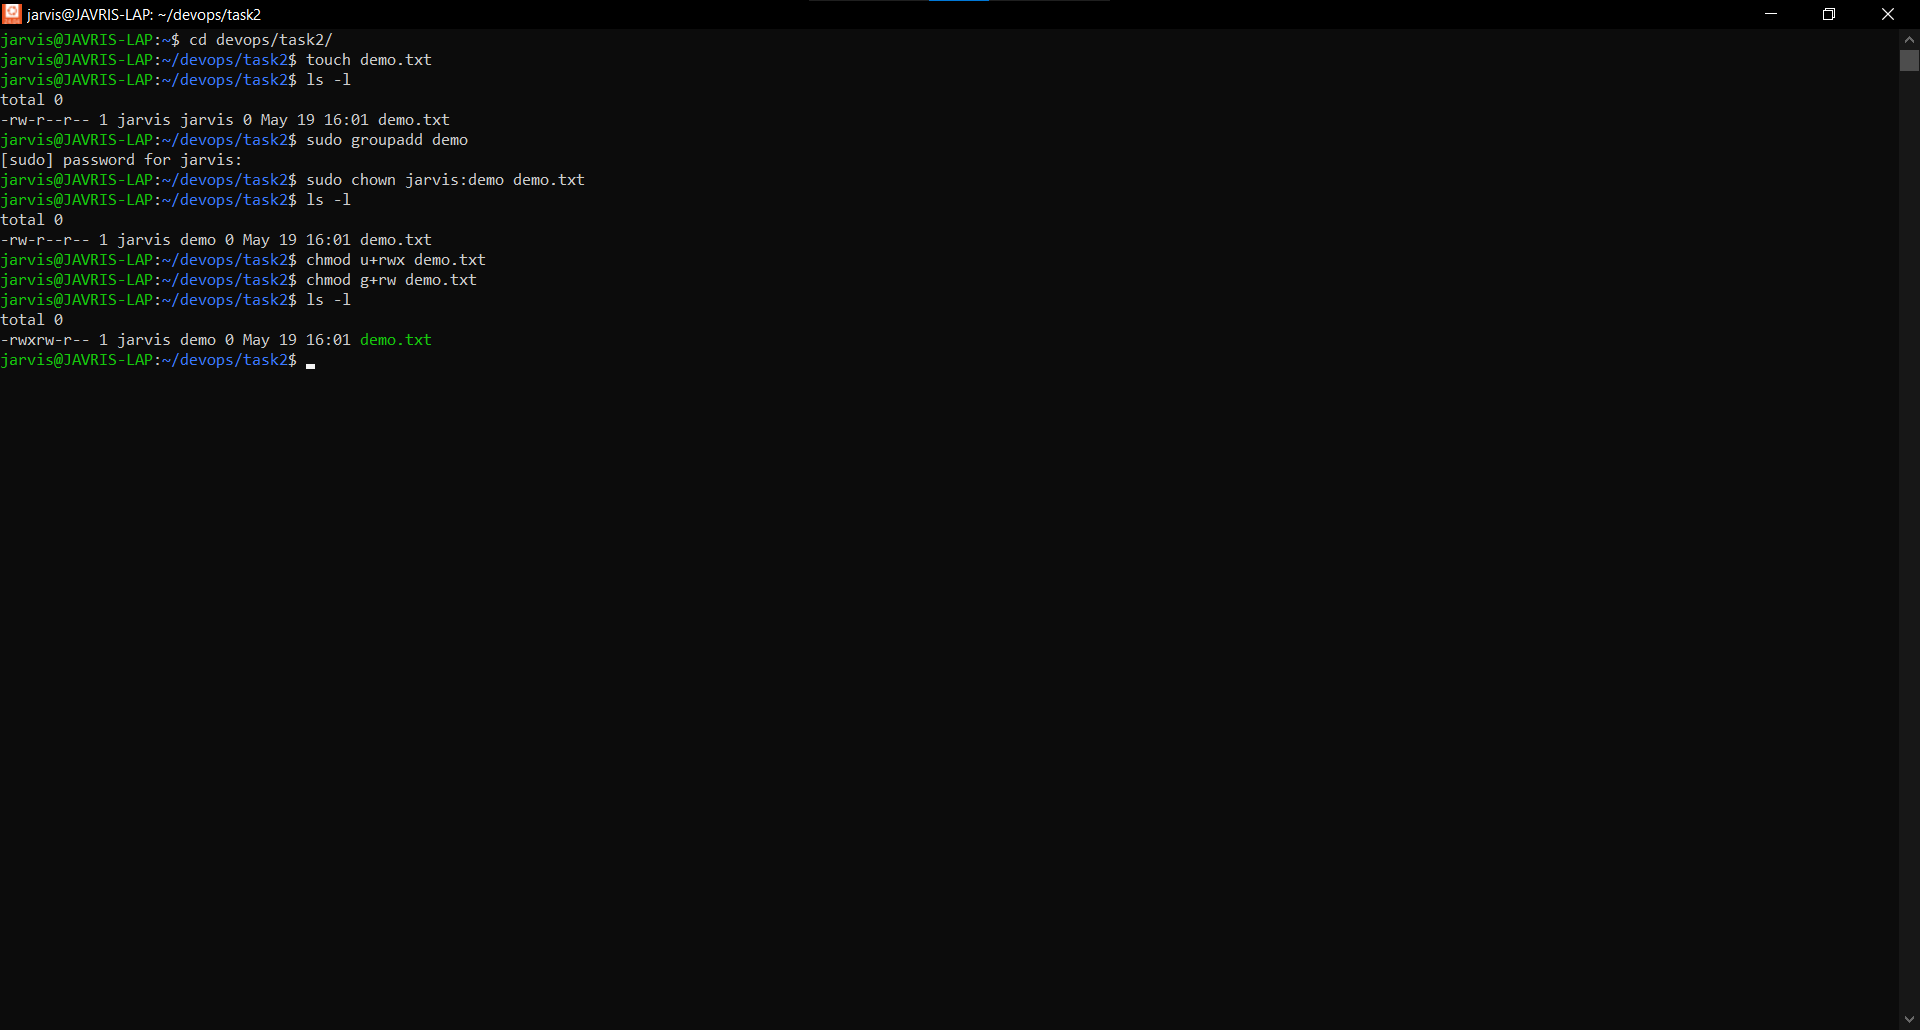 jarvis@JAVRIS-LAP: ~/devops/task2
jarvis@JAVRIS-LAP:~$ cd devops/task2/
jarvis@JAVRIS-LAP:~/devops/task2$ touch demo.txt
jarvis@JAVRIS-LAP:~/devops/task2$ ls -l
total 0
-rw-r--r-- 1 jarvis jarvis 0 May 19 16:01 demo.txt
jarvis@JAVRIS-LAP:~/devops/task2$ sudo groupadd demo
[sudo] password for jarvis:
jarvis@JAVRIS-LAP:~/devops/task2$ sudo chown jarvis:demo demo.txt
jarvis@JAVRIS-LAP:~/devops/task2$ ls -l
total 0
-rw-r--r-- 1 jarvis demo 0 May 19 16:01 demo.txt
jarvis@JAVRIS-LAP:~/devops/task2$ chmod u+rwx demo.txt
jarvis@JAVRIS-LAP:~/devops/task2$ chmod g+rw demo.txt
jarvis@JAVRIS-LAP:~/devops/task2$ ls -l
total 0
-rwxrw-r-- 1 jarvis demo 0 May 19 16:01 demo.txt
jarvis@JAVRIS-LAP:~/devops/task2$